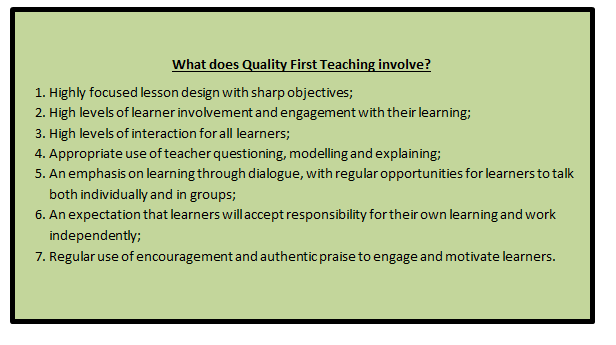 What does Quality First Teaching involve?
1. Highly focused lesson design with sharp objectives;
2. High levels of learner involvement and engagement with their learning;
3. High levels of interaction for all learners;
4. Appropriate use of teacher questioning, modelling and explaining;
5. An emphasis on learning through dialogue, with regular opportunities for learners to talk
both individually and in groups;
6. An expectation that learners will accept responsibility for their own learning and work
independently;
7. Regular use of encouragement and authentic praise to engage and motivate learners.